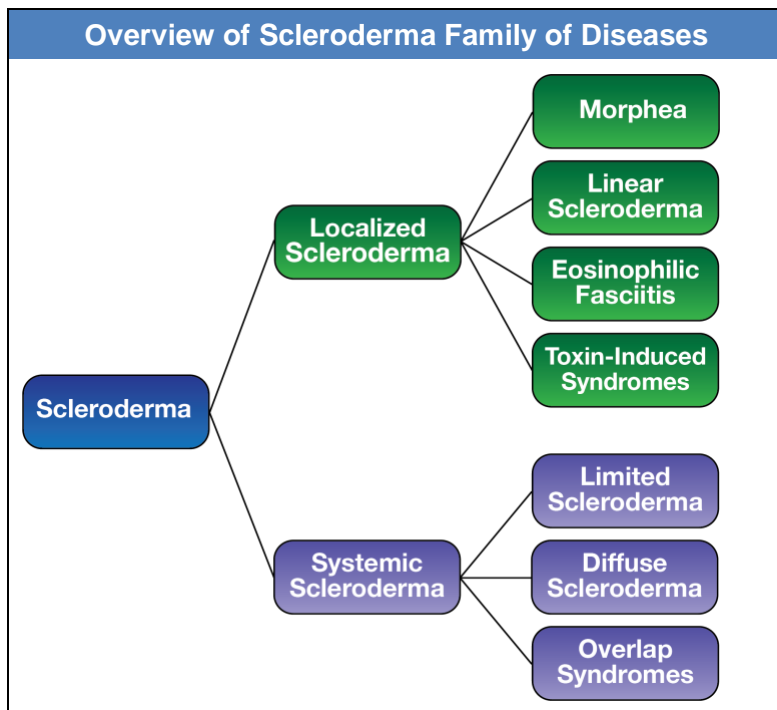 Overview of Scleroderma Family of Diseases
Morphea
Linear
Scleroderma
Localized
Scleroderma
Eosinophilic
Fasciitis
Toxin-Induced
Syndromes
Scleroderma
Limited
Scleroderma
Systemic
Scleroderma
Diffuse
Scleroderma
Overlap
Syndromes